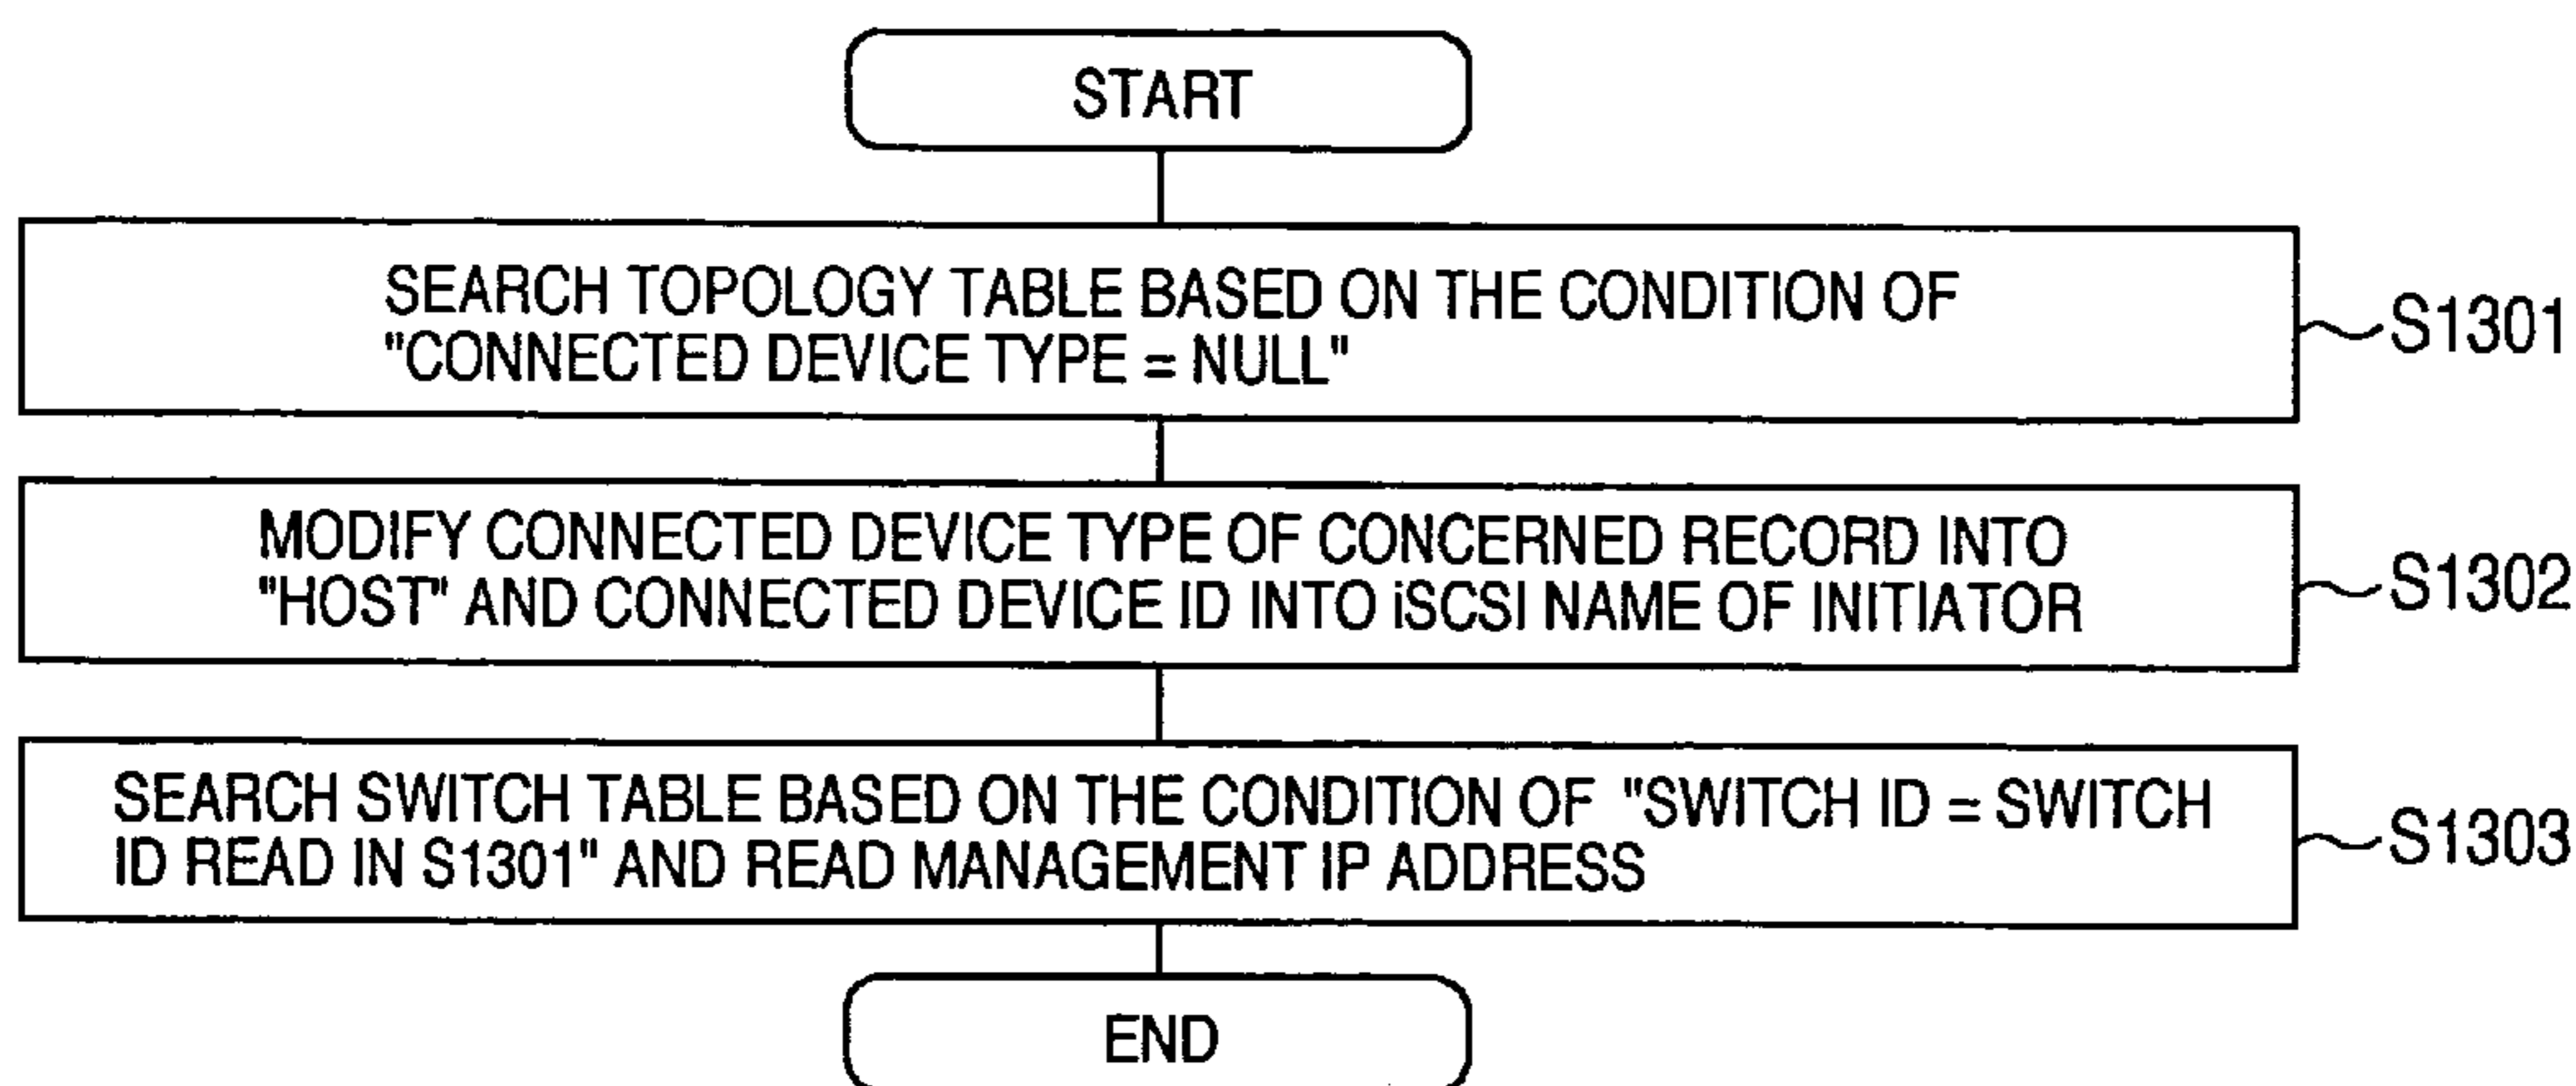 START
SEARCH TOPOLOGY TABLE BASED ON THE CONDITION OF
"CONNECTED DEVICE TYPE = NULL"
S1301
MODIFY CONNECTED DEVICE TYPE OF CONCERNED RECORD INTO
"HOST" AND CONNECTED DEVICE ID INTO iSCSI NAME OF INITIATOR
S1302
SEARCH SWITCH TABLE BASED ON THE CONDITION OF "SWITCH ID = SWITCH
ID READ IN S1301" AND READ MANAGEMENT IP ADDRESS
S1303
END